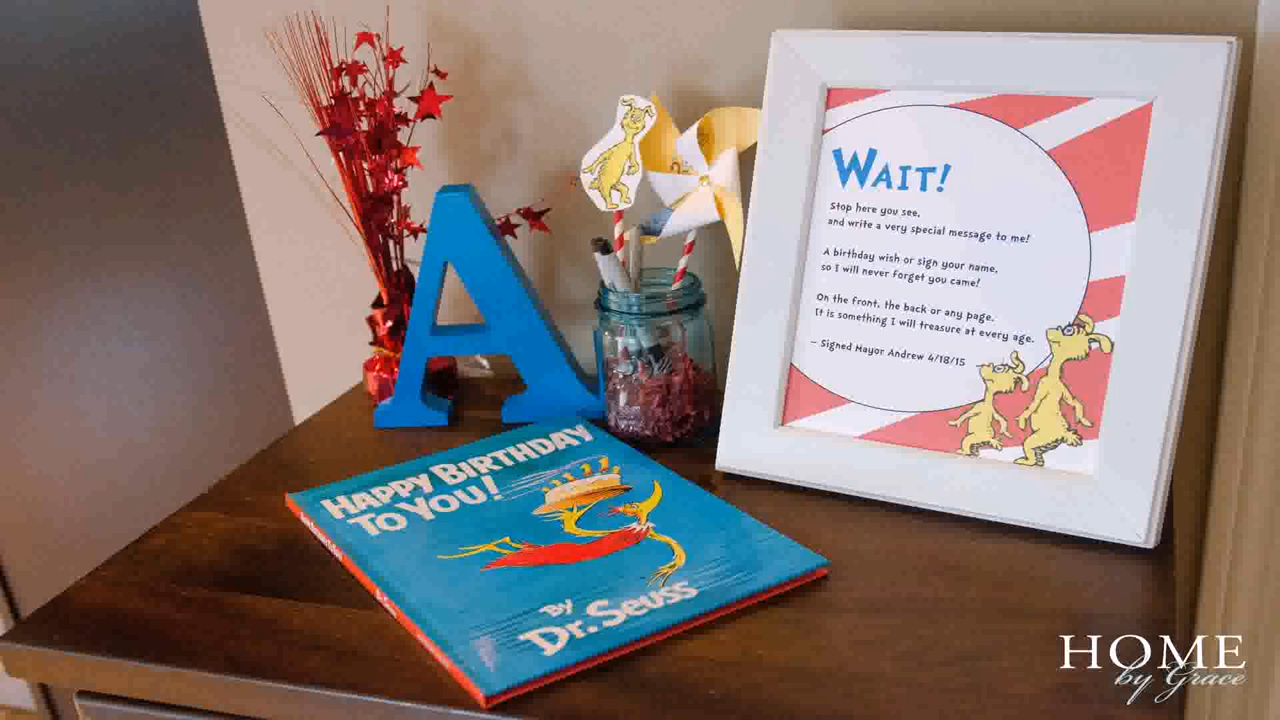 WAIT!
Stop here you see,
and write a very special message to me!
A birthday wish or sign your name,
so I will never forget you came!
On the front, the back or any page.
It is something I will treasure at every age.
– Signed Mayor Andrew 4/18/15
A
HAPPY BIRTHDAY
TO YOU!
BY
Dr. Seuss
HOME
by Grace